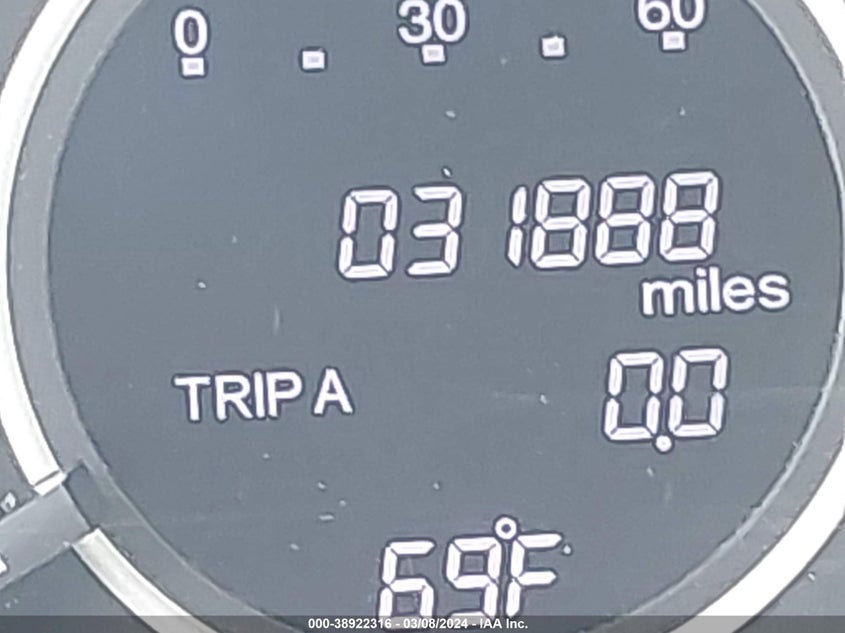 0 30 60
031888
miles
TRIP A 0.0
69°F
000-38922316 - 03/08/2024 - IAA Inc.